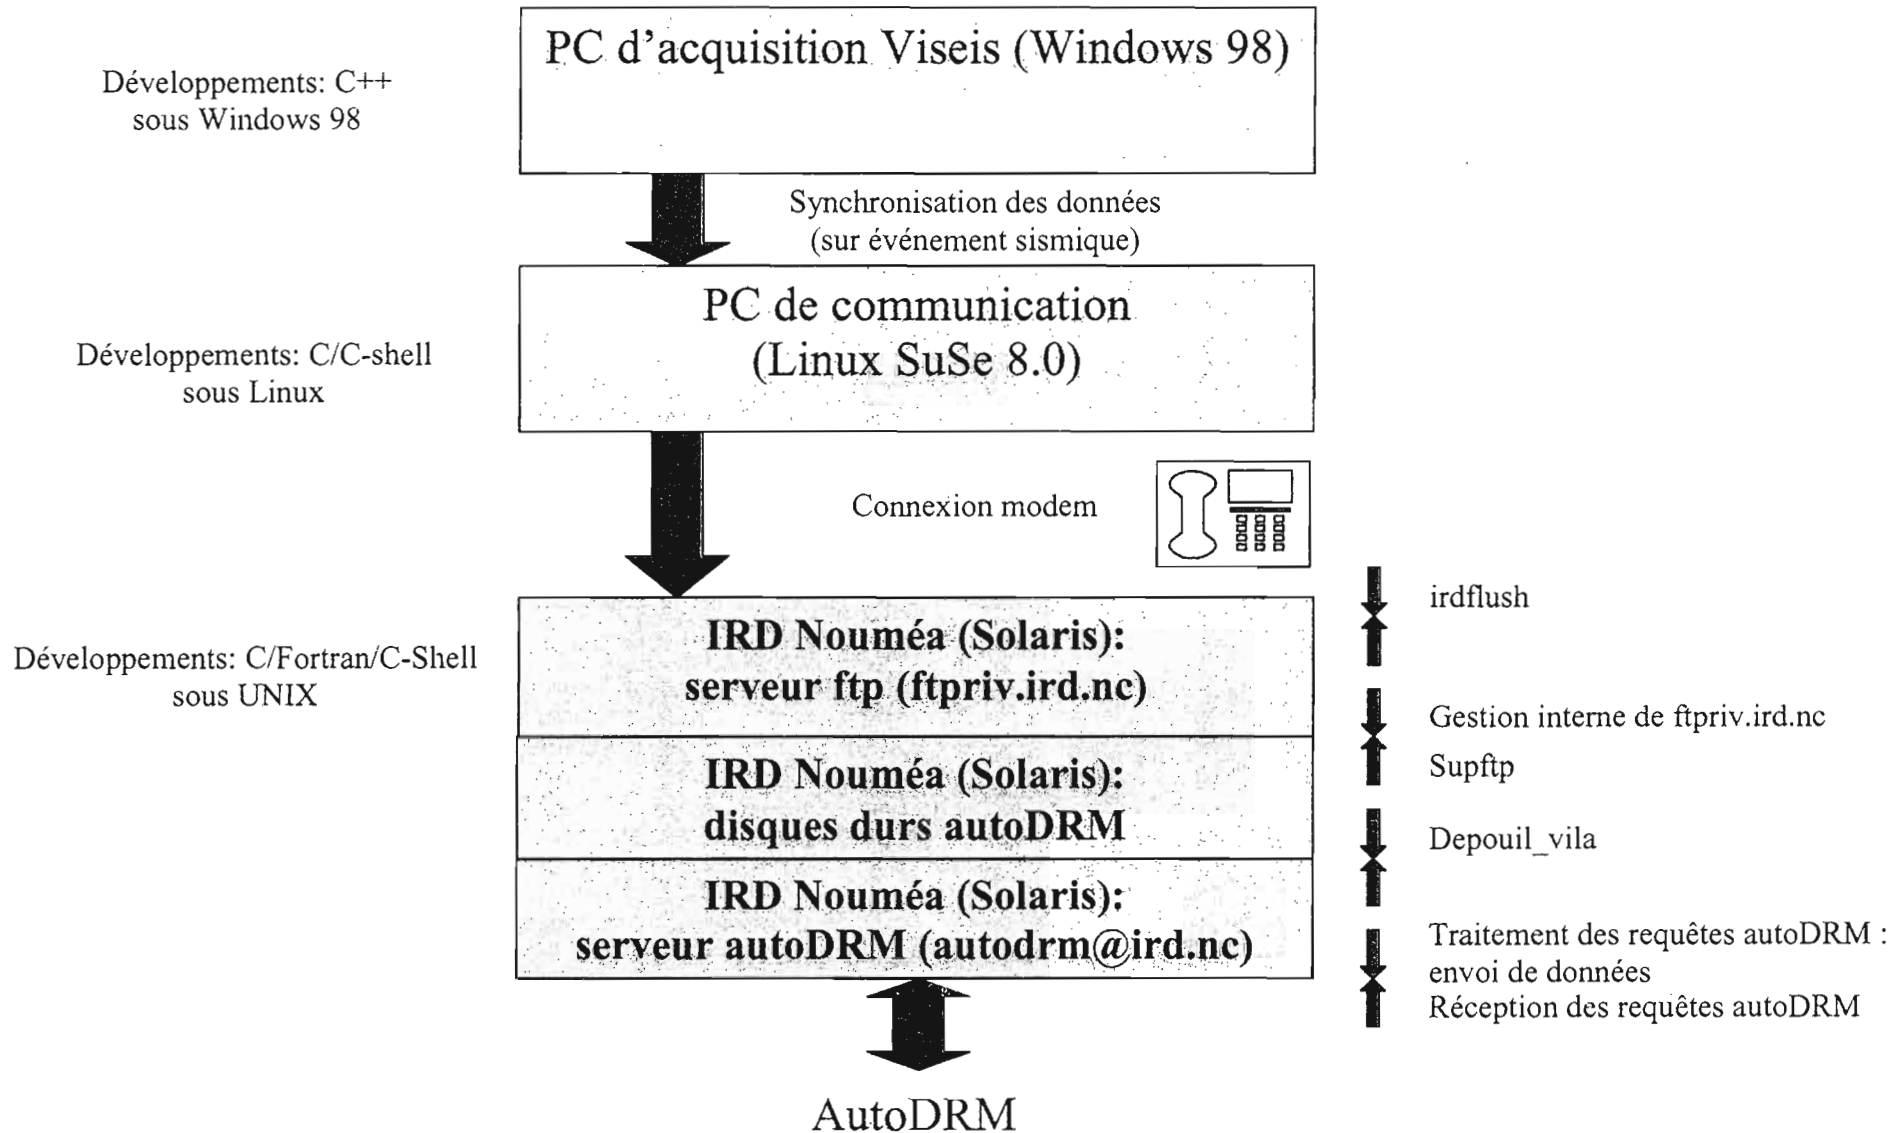 PC d'acquisition Viseis (Windows 98)
Développements: C++
sous Windows 98
Synchronisation des données
(sur événement sismique)
PC de communication
(Linux SuSe 8.0)
Développements: C/C-shell
sous Linux
Connexion modem
irdflush
IRD Nouméa (Solaris):
serveur ftp (ftpriv.ird.nc)
Développements: C/Fortran/C-Shell
sous UNIX
Gestion interne de ftpriv.ird.nc
Supftp
IRD Nouméa (Solaris):
disques durs autoDRM
Depouil_vila
IRD Nouméa (Solaris):
serveur autoDRM (autodrm@ird.nc)
Traitement des requêtes autoDRM :
envoi de données
Réception des requêtes autoDRM
AutoDRM